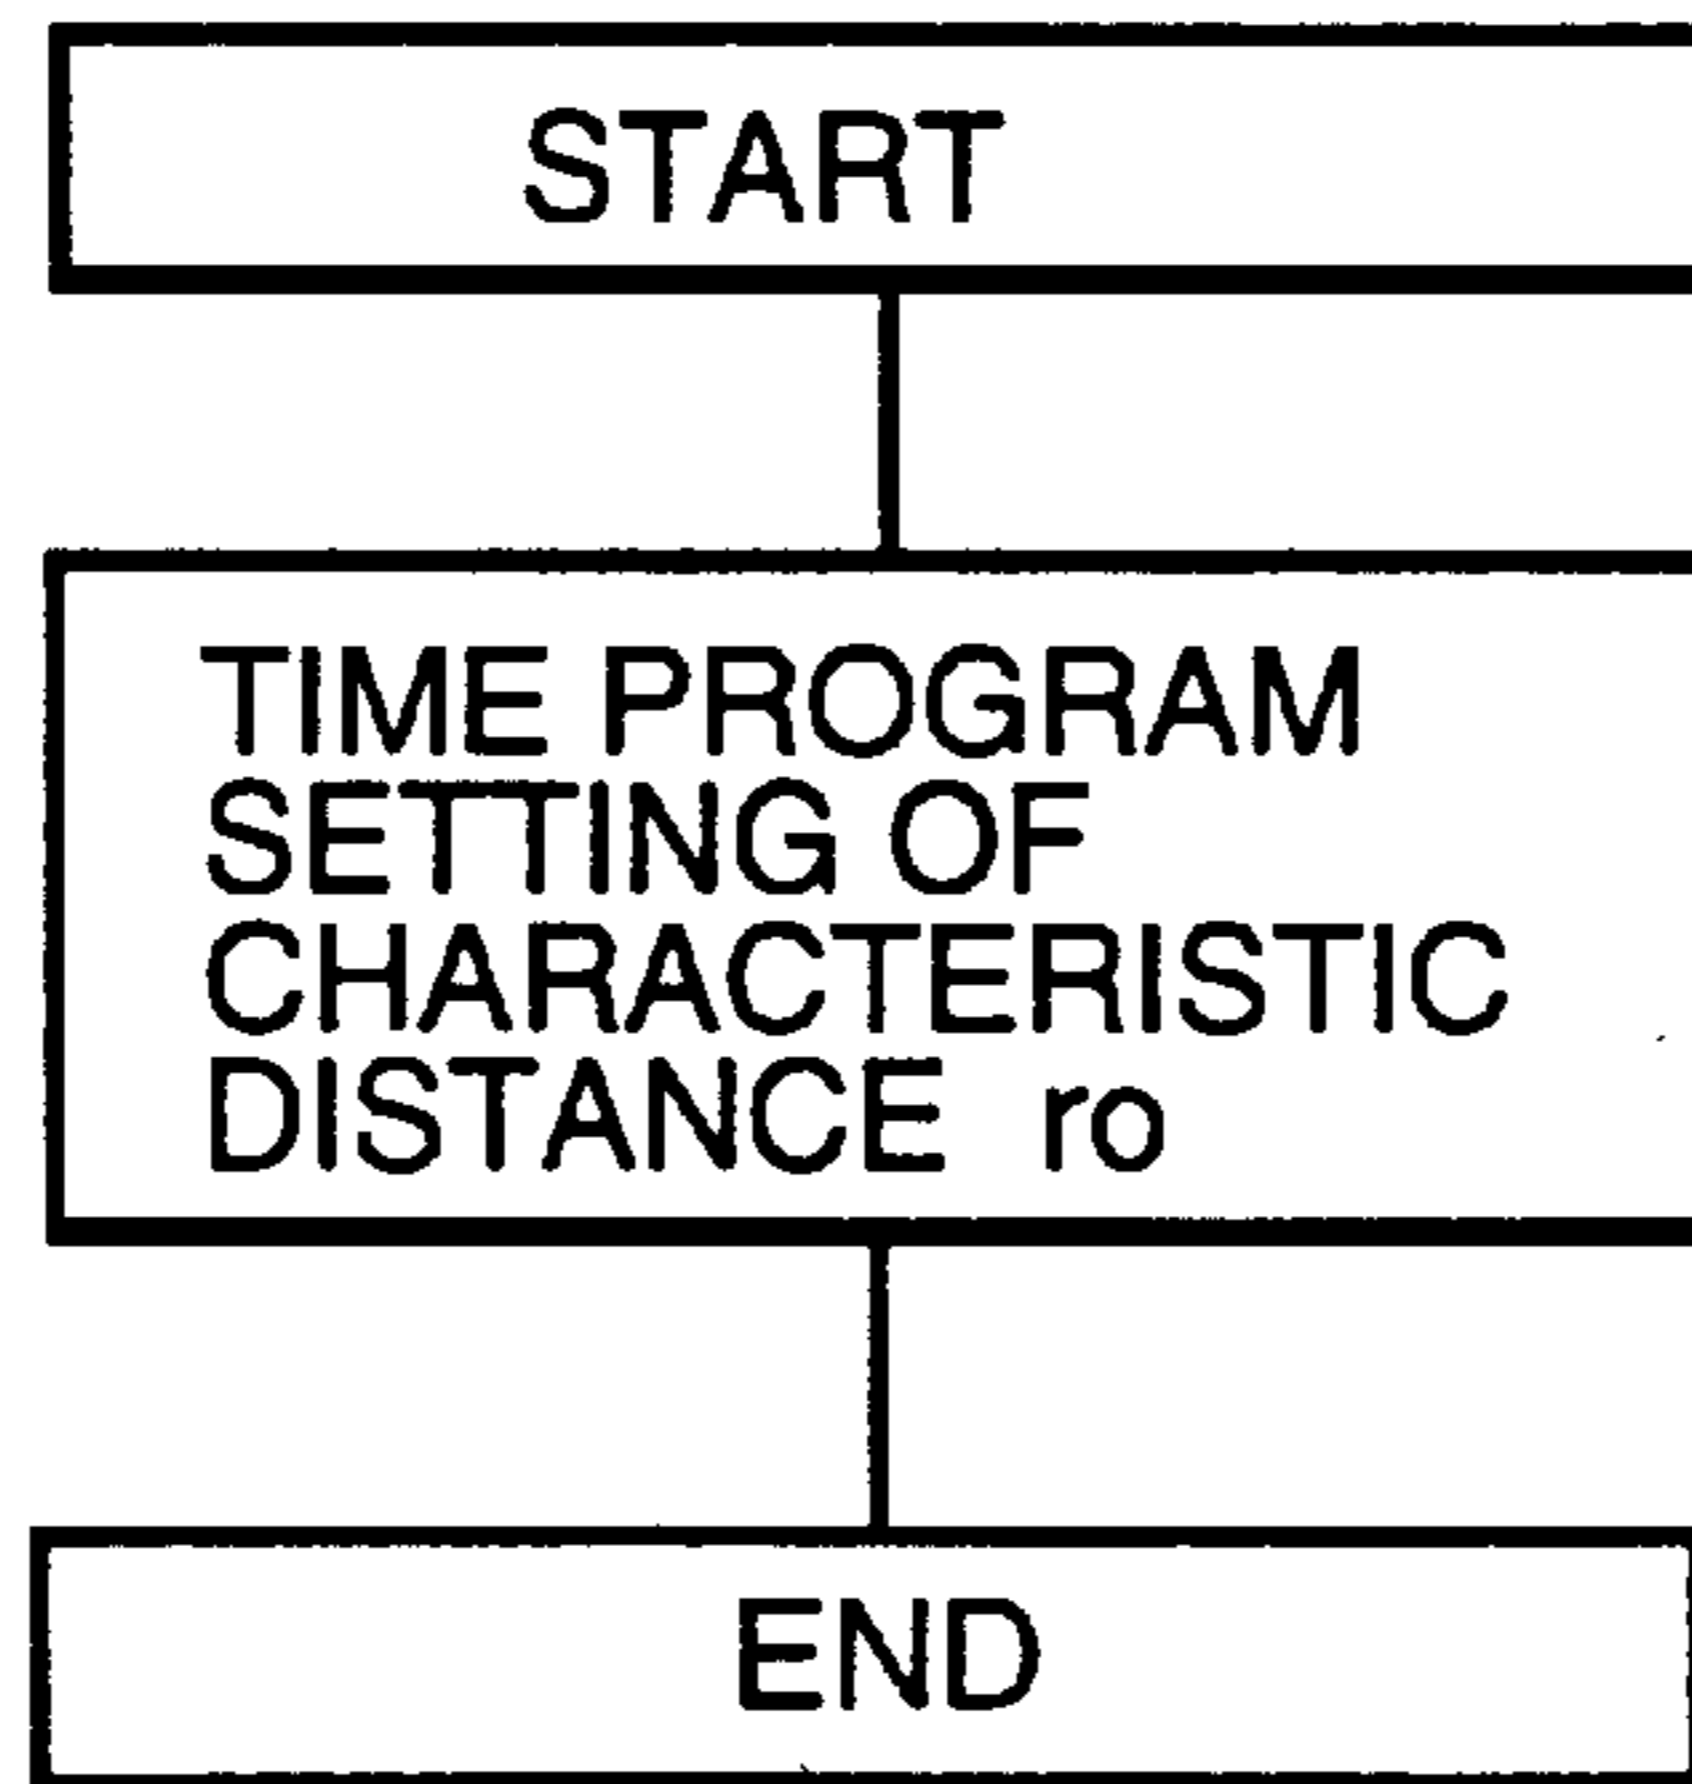 START
TIME PROGRAM
SETTING OF
CHARACTERISTIC
DISTANCE ro
END